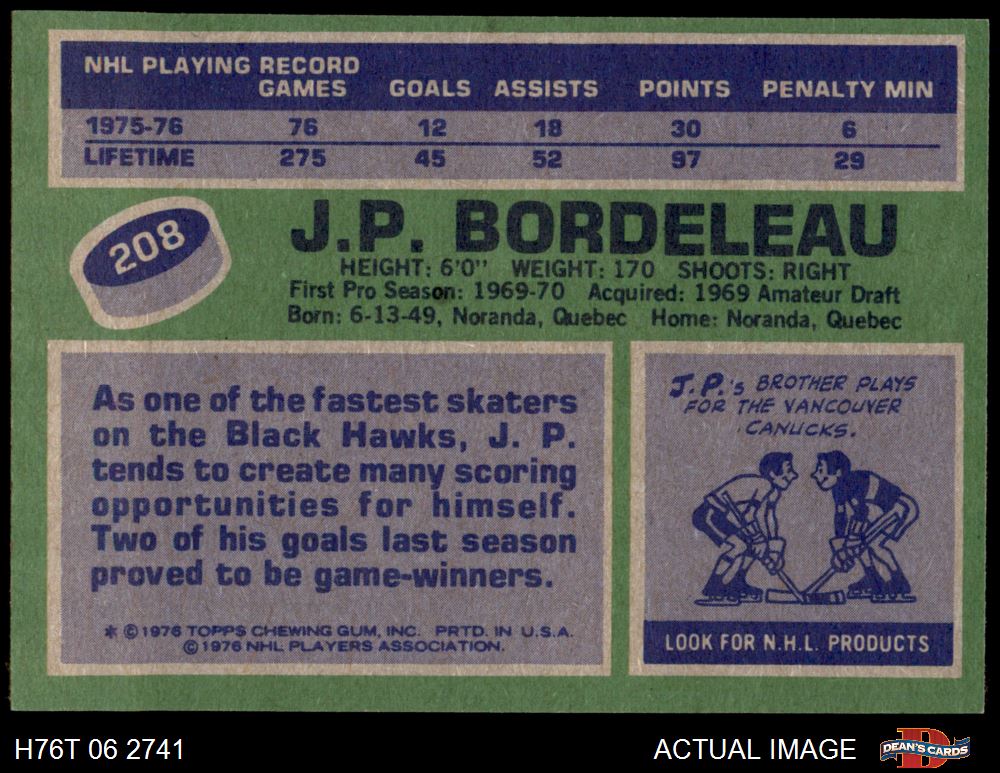 NHL PLAYING RECORD
GAMES GOALS ASSISTS POINTS PENALTY MIN
1975-76 76 12 18 30 6
LIFETIME 275 45 52 97 29
208
J.P. BORDELEAU
HEIGHT: 6'0" WEIGHT: 170 SHOOTS: RIGHT
First Pro Season: 1969-70 Acquired: 1969 Amateur Draft
Born: 6-13-49, Noranda, Quebec Home: Noranda, Quebec
As one of the fastest skaters
on the Black Hawks, J. P.
tends to create many scoring
opportunities for himself.
Two of his goals last season
proved to be game-winners.
* © 1976 TOPPS CHEWING GUM, INC. PRTD. IN U.S.A.
© 1976 NHL PLAYERS ASSOCIATION.
J.P.'s BROTHER PLAYS
FOR THE VANCOUVER
CANUCKS.
LOOK FOR N.H.L. PRODUCTS
H76T 06 2741
ACTUAL IMAGE
DEAN'S CARDS